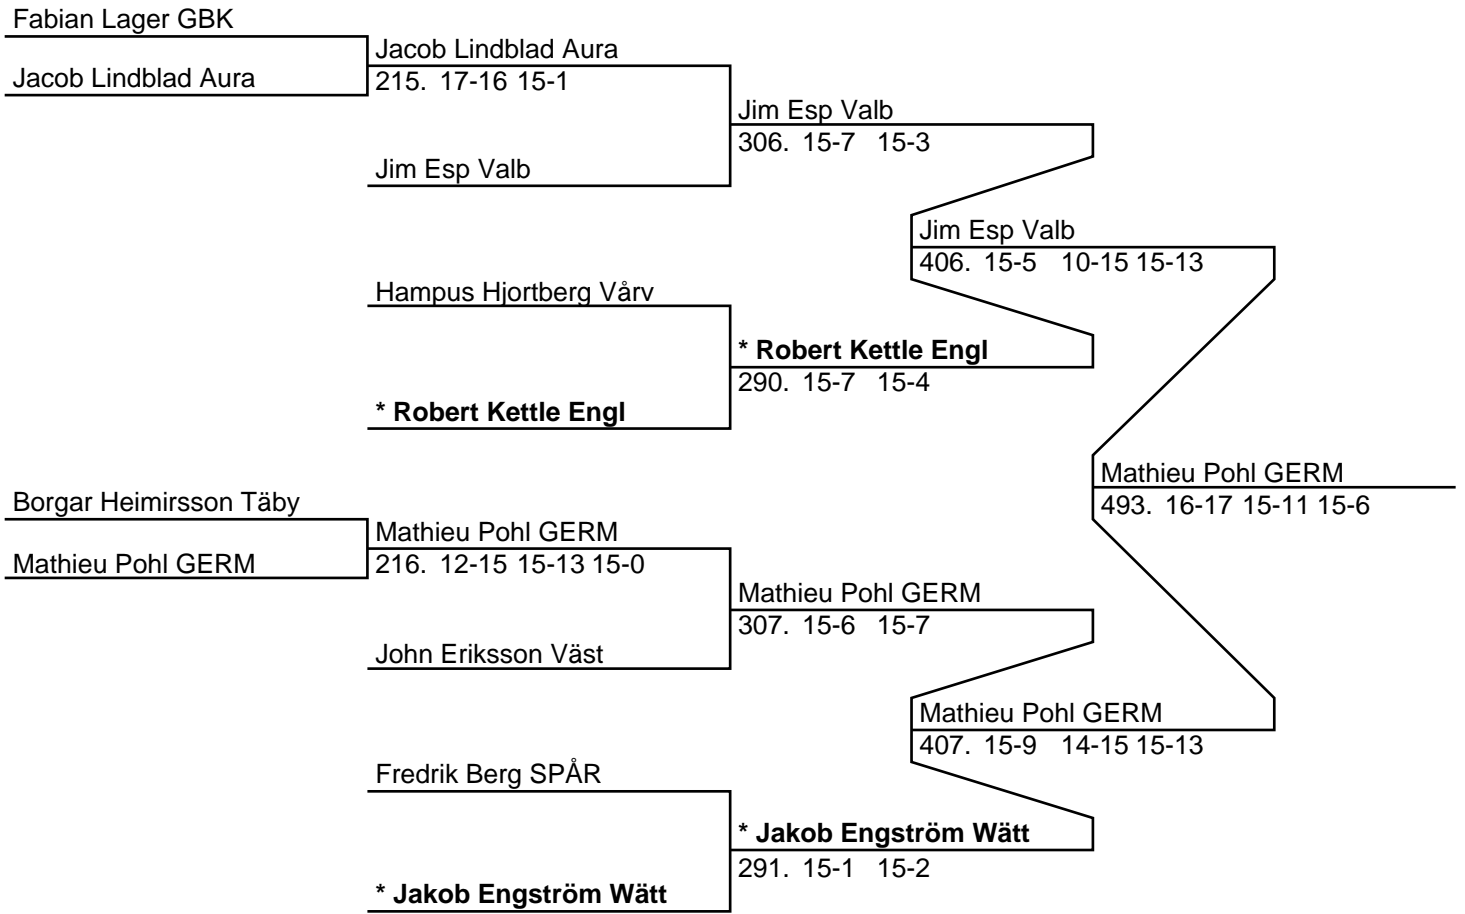 Fabian Lager GBK
Jacob Lindblad Aura
Jacob Lindblad Aura
215. 17-16 15-1
Jim Esp Valb
Jim Esp Valb
306. 15-7 15-3
Hampus Hjortberg Vårv
* Robert Kettle Engl
* Robert Kettle Engl
290. 15-7 15-4
Jim Esp Valb
406. 15-5 10-15 15-13
Borgar Heimirsson Täby
Mathieu Pohl GERM
Mathieu Pohl GERM
216. 12-15 15-13 15-0
John Eriksson Väst
Mathieu Pohl GERM
307. 15-6 15-7
Fredrik Berg SPÅR
* Jakob Engström Wätt
* Jakob Engström Wätt
291. 15-1 15-2
Mathieu Pohl GERM
407. 15-9 14-15 15-13
Mathieu Pohl GERM
493. 16-17 15-11 15-6